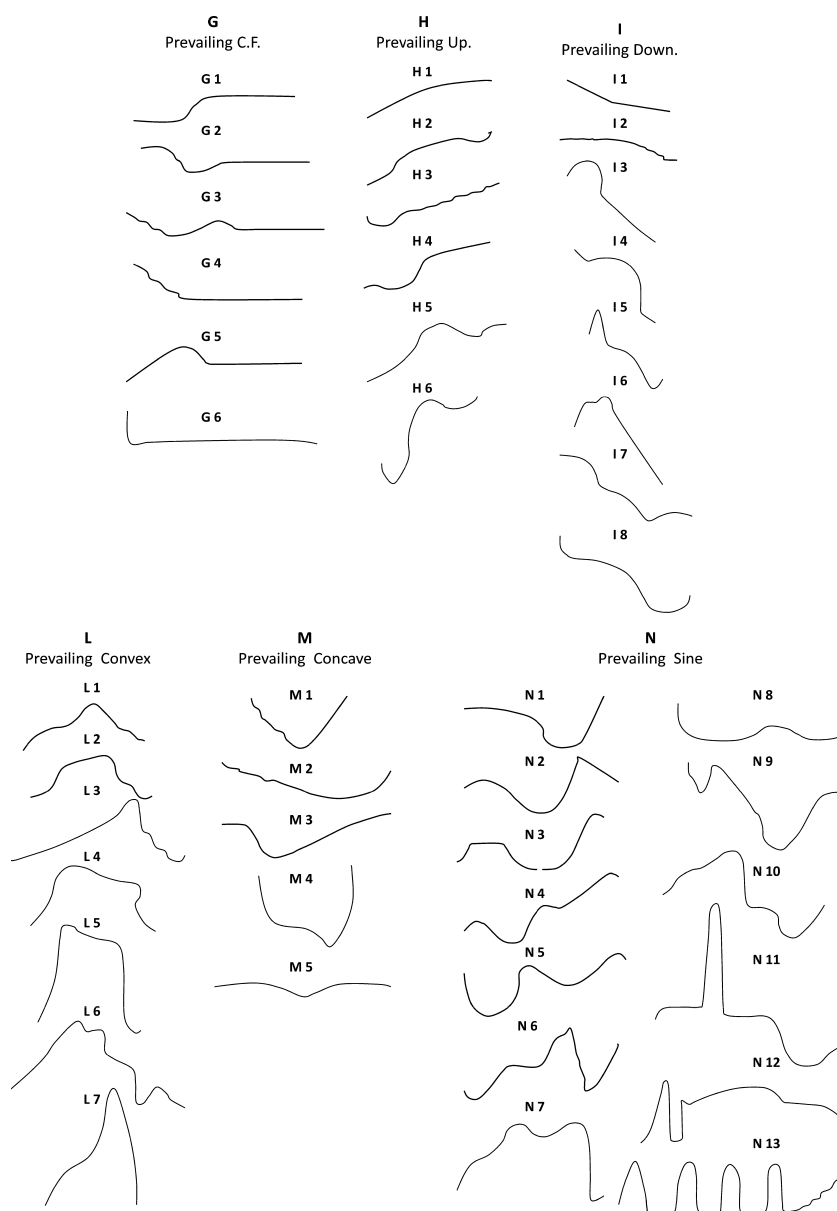 G
Prevailing C.F.
G 1
G 2
G 3
G 4
G 5
G 6
H
Prevailing Up.
H 1
H 2
H 3
H 4
H 5
H 6
I
Prevailing Down.
I 1
I 2
I 3
I 4
I 5
I 6
I 7
I 8
L
Prevailing Convex
L 1
L 2
L 3
L 4
L 5
L 6
L 7
M
Prevailing Concave
M 1
M 2
M 3
M 4
M 5
N
Prevailing Sine
N 1
N 2
N 3
N 4
N 5
N 6
N 7
N 8
N 9
N 10
N 11
N 12
N 13